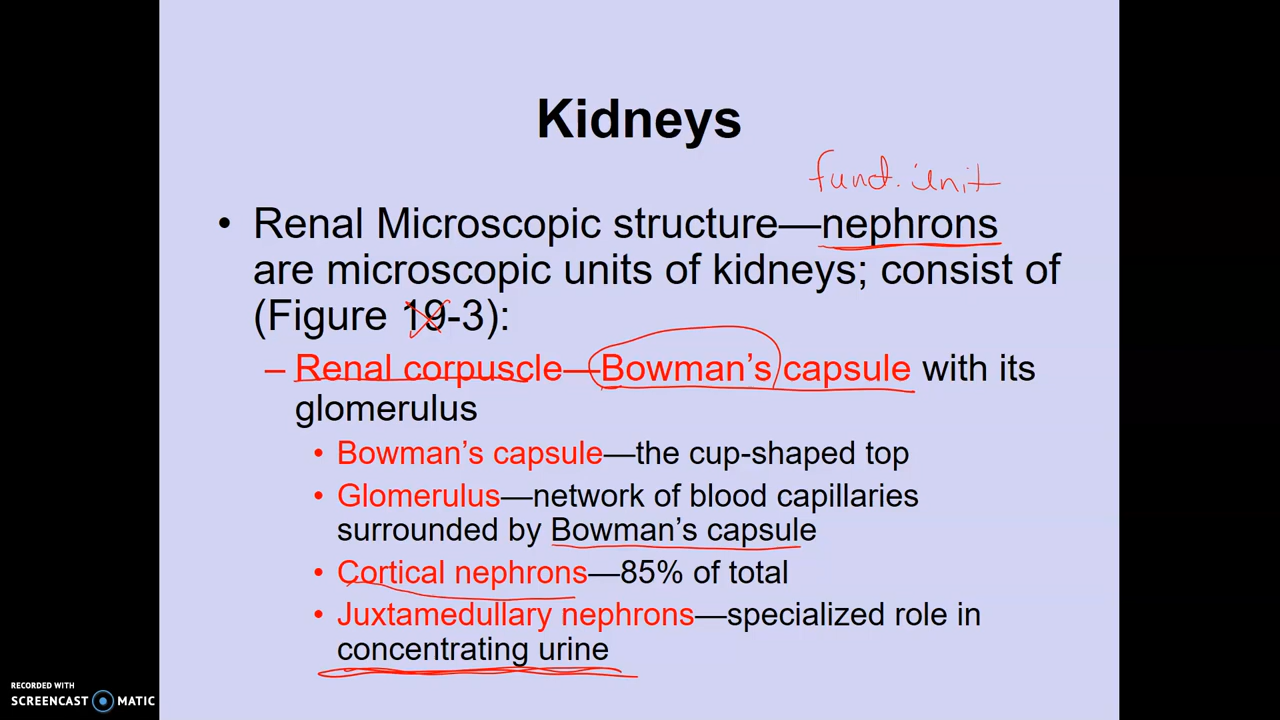 Kidneys
funct. unit
• Renal Microscopic structure—nephrons
are microscopic units of kidneys; consist of
(Figure 19-3):
– Renal corpuscle—Bowman’s capsule with its
glomerulus
• Bowman’s capsule—the cup-shaped top
• Glomerulus—network of blood capillaries
surrounded by Bowman’s capsule
• Cortical nephrons—85% of total
• Juxtamedullary nephrons—specialized role in
concentrating urine
RECORDED WITH
SCREENCAST MATIC